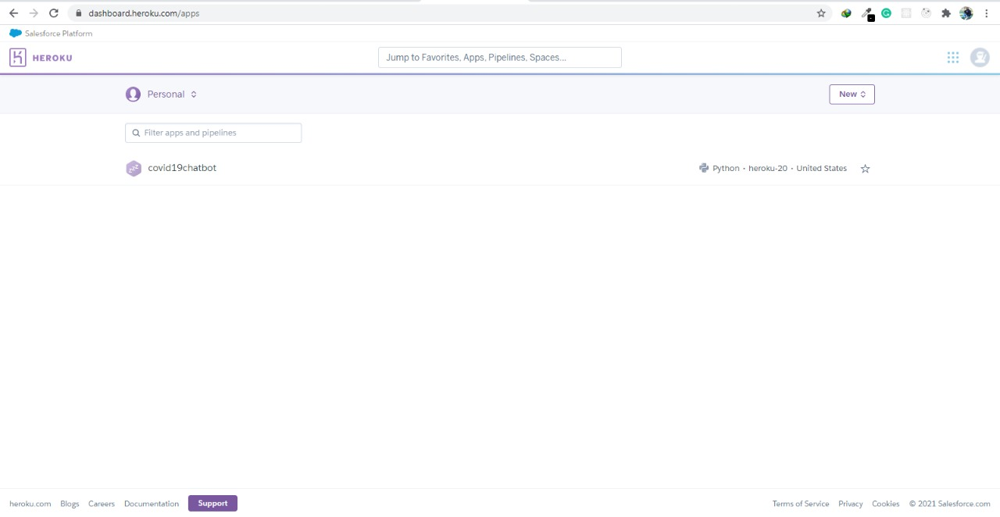 dashboard.heroku.com/apps
Salesforce Platform
HEROKU
Jump to Favorites, Apps, Pipelines, Spaces...
Personal
New
Filter apps and pipelines
covid19chatbot
Python · heroku-20 · United States
heroku.com Blogs Careers Documentation Support Terms of Service Privacy Cookies © 2021 Salesforce.com